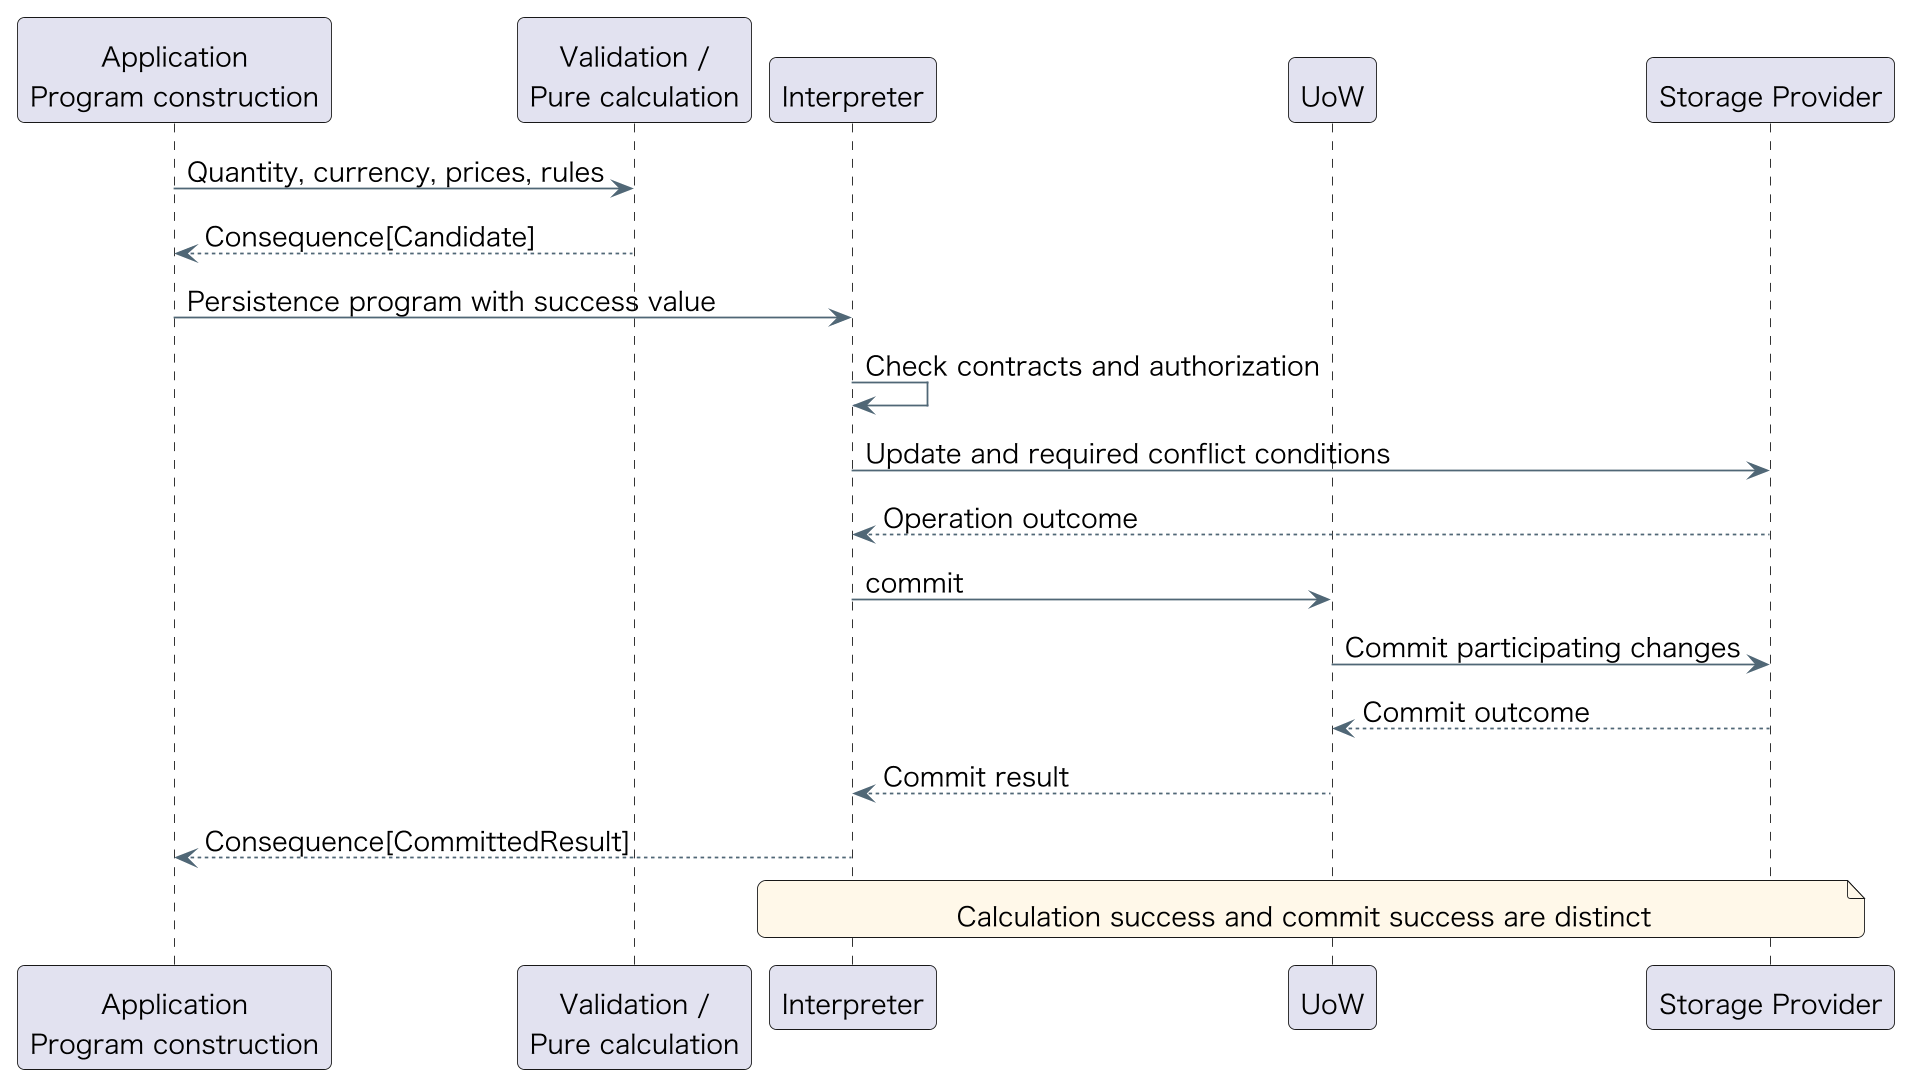 Application
Program construction
Validation /
Pure calculation
Interpreter
UoW
Storage Provider
Quantity, currency, prices, rules
Consequence[Candidate]
Persistence program with success value
Check contracts and authorization
Update and required conflict conditions
Operation outcome
commit
Commit participating changes
Commit outcome
Commit result
Consequence[CommittedResult]
Calculation success and commit success are distinct
Application
Program construction
Validation /
Pure calculation
Interpreter
UoW
Storage Provider